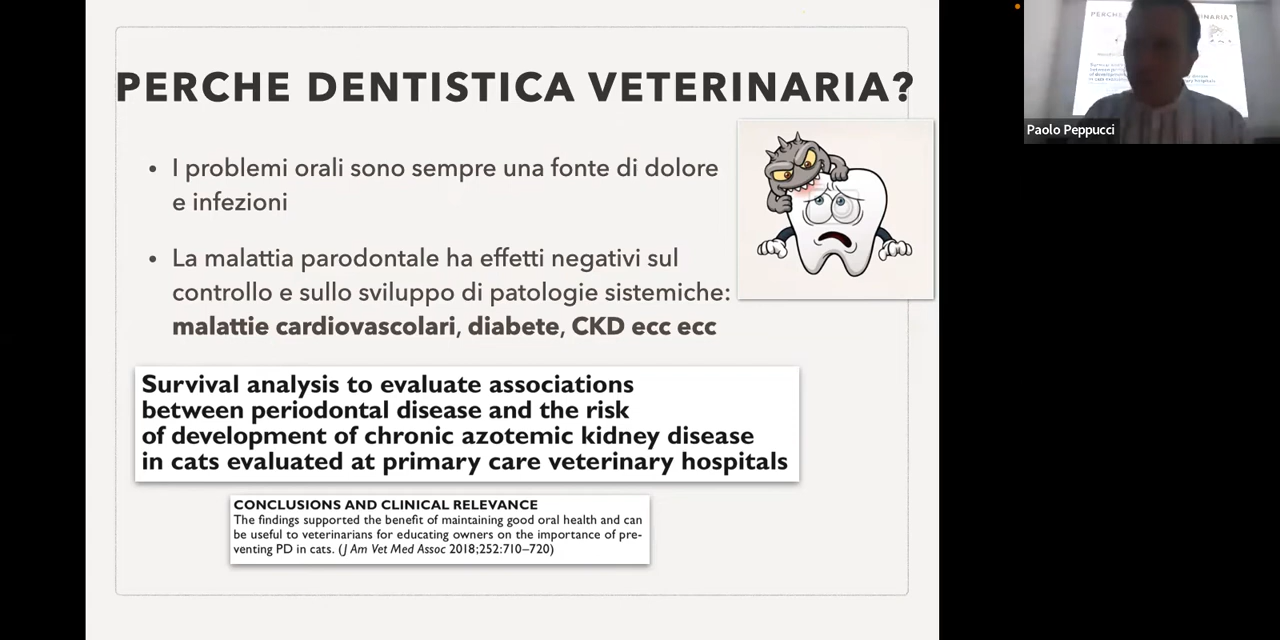 PERCHE DENTISTICA VETERINARIA?
• I problemi orali sono sempre una fonte di dolore
e infezioni
• La malattia parodontale ha effetti negativi sul
controllo e sullo sviluppo di patologie sistemiche:
malattie cardiovascolari, diabete, CKD ecc ecc
Survival analysis to evaluate associations
between periodontal disease and the risk
of development of chronic azotemic kidney disease
in cats evaluated at primary care veterinary hospitals
CONCLUSIONS AND CLINICAL RELEVANCE
The findings supported the benefit of maintaining good oral health and can
be useful to veterinarians for educating owners on the importance of pre-
venting PD in cats. (J Am Vet Med Assoc 2018;252:710–720)
Paolo Peppucci